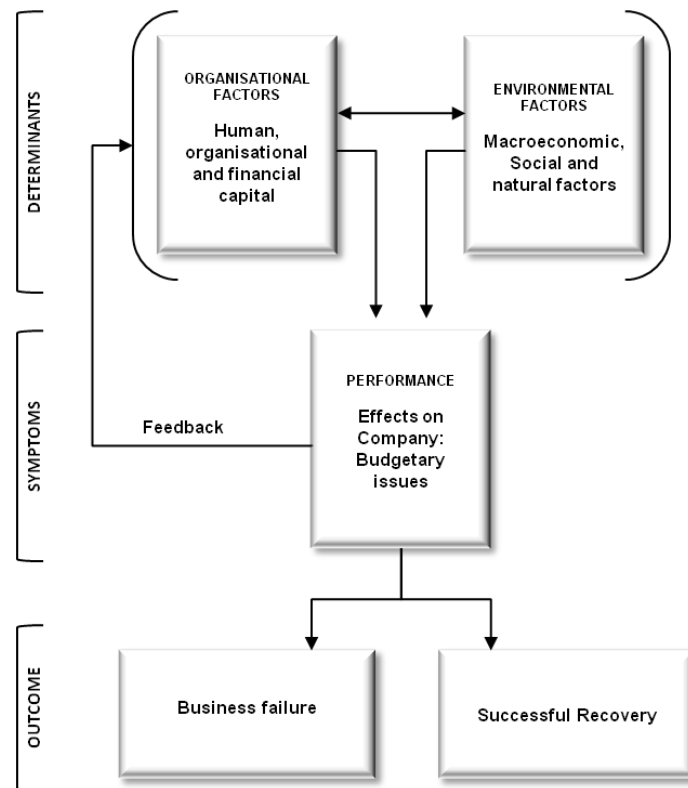 DETERMINANTS
ORGANISATIONAL
FACTORS
Human,
organisational
and financial
capital
ENVIRONMENTAL
FACTORS
Macroeconomic,
Social and
natural factors
SYMPTOMS
Feedback
PERFORMANCE
Effects on
Company:
Budgetary
issues
OUTCOME
Business failure
Successful Recovery